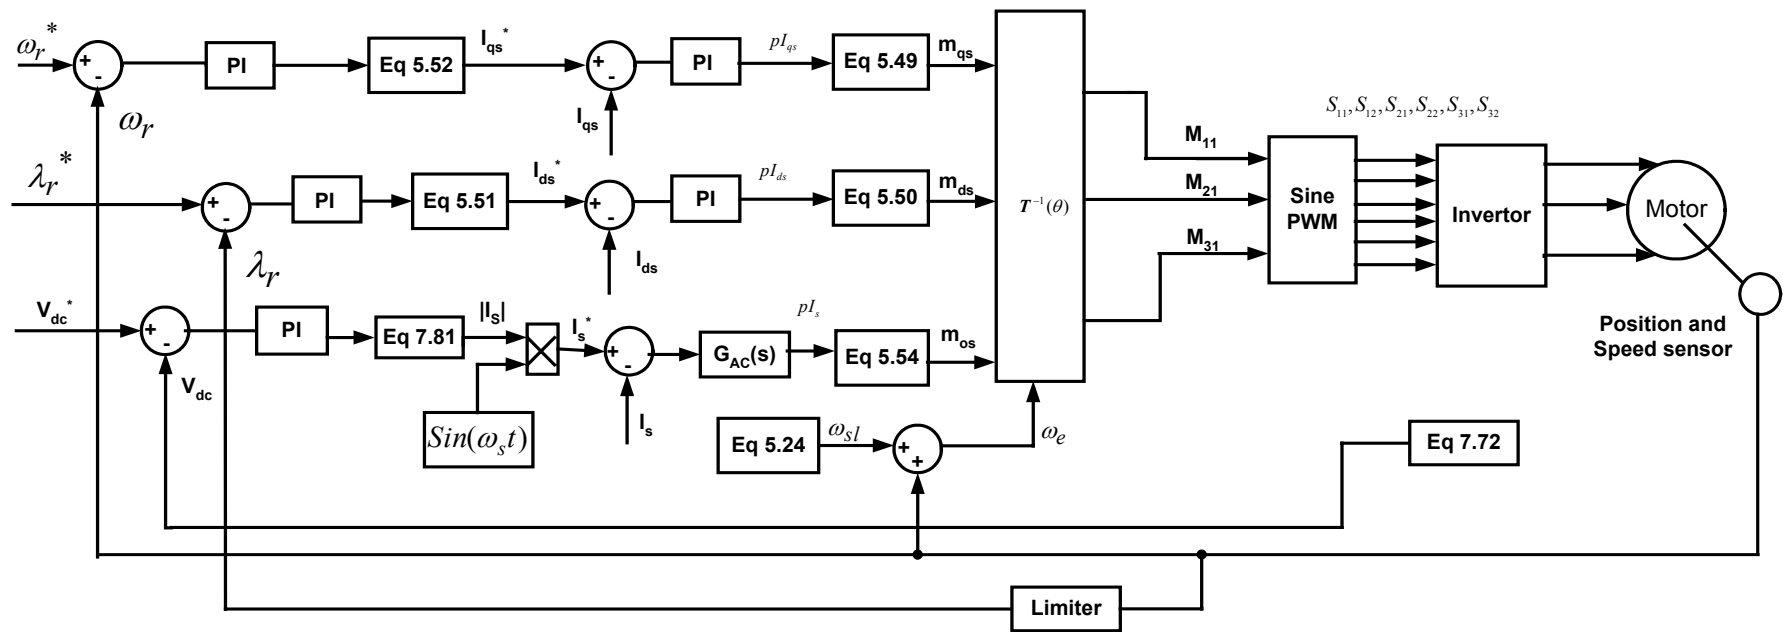 ωr* + - PI Eq 5.52 Iqs* + - PI pIqs Eq 5.49 mqs
ωr
Iqs
S11, S12, S21, S22, S31, S32
M11
λr* + - PI Eq 5.51 Ids* + - PI pIds Eq 5.50 mds
T⁻¹(θ)
M21
Sine
PWM
Invertor
Motor
M31
λr
Ids
Vdc* + - PI Eq 7.81 |IS| Is* + - GAC(s) pIs Eq 5.54 mos
Vdc
Sin(ωst)
Is
Position and
Speed sensor
Eq 5.24 ωsl + + ωe
Eq 7.72
Limiter